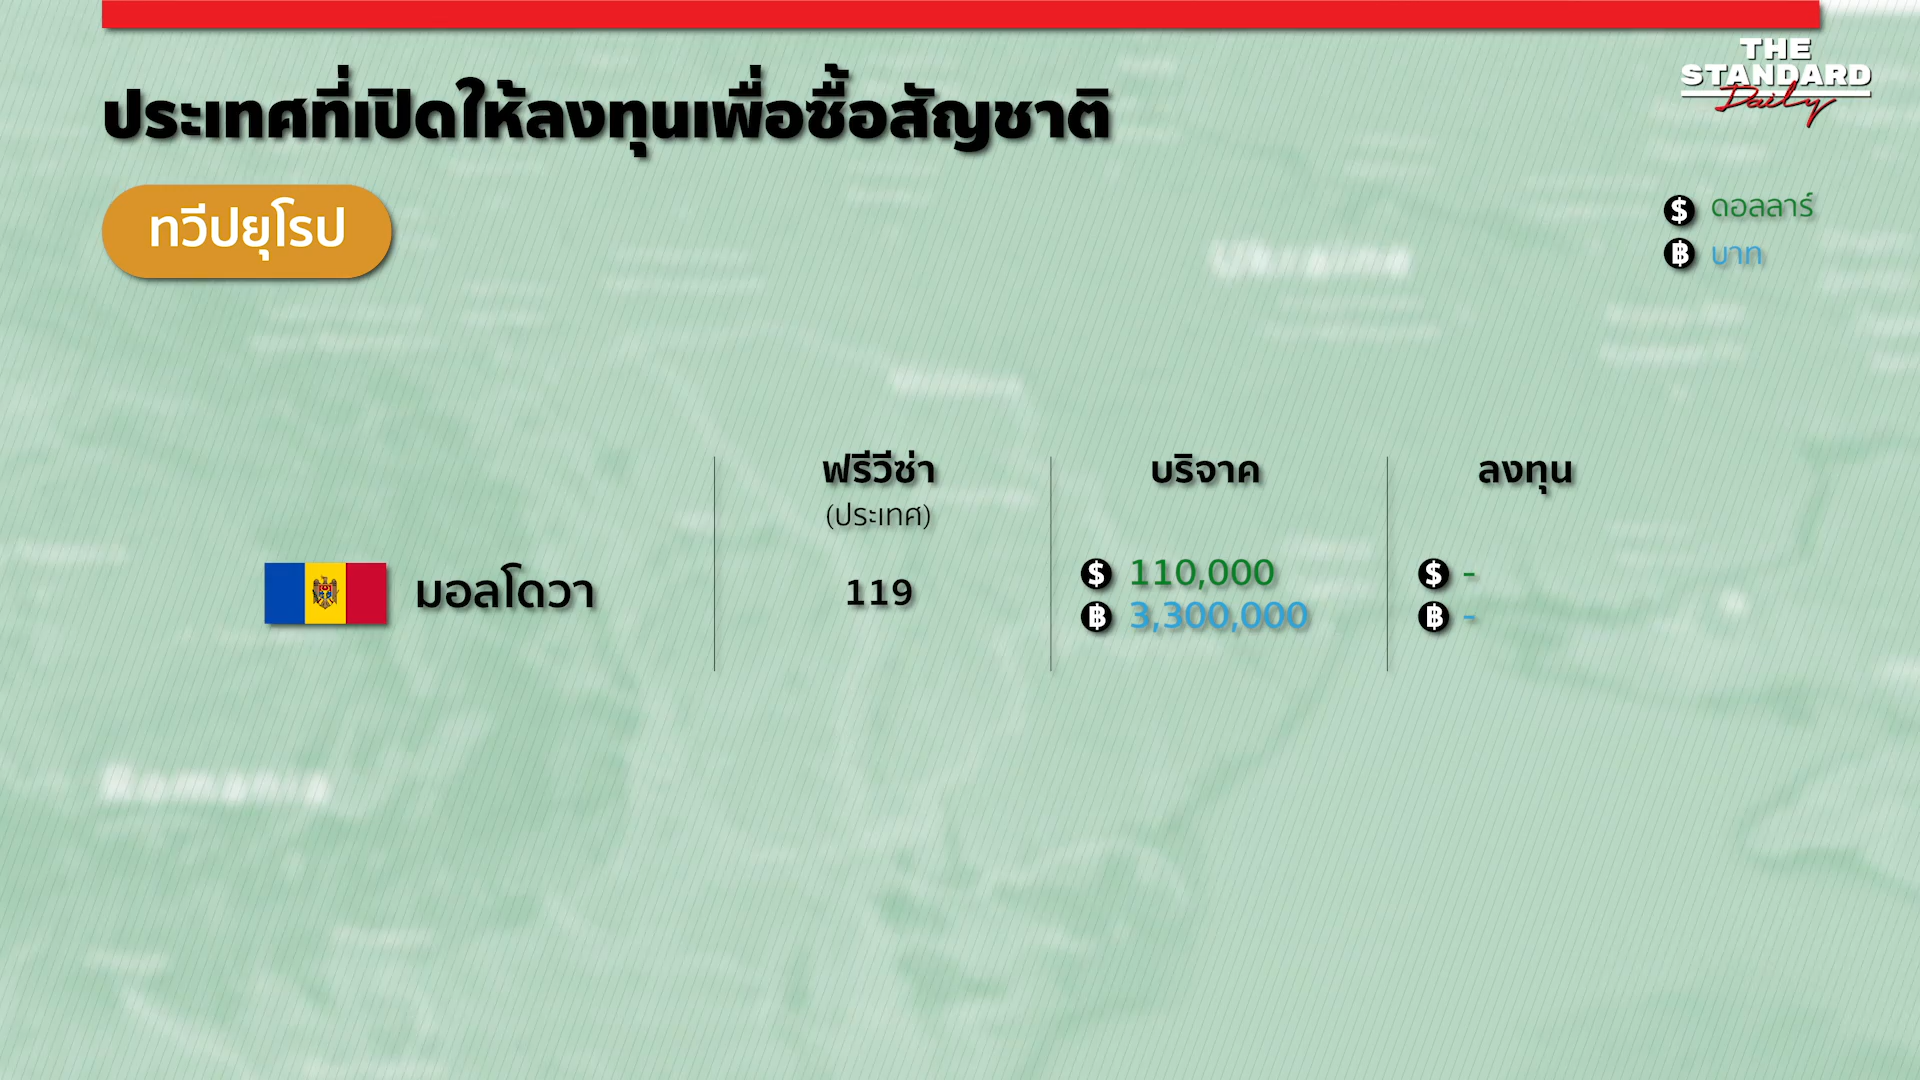 THE
STANDARD
Daily
ประเทศที่เปิดให้ลงทุนเพื่อซื้อสัญชาติ
ทวีปยุโรป
$ ดอลลาร์
฿ บาท
Ukraine
ฟรีวีซ่า
(ประเทศ)
บริจาค
ลงทุน
มอลโดวา
119
$ 110,000
฿ 3,300,000
$ -
฿ -
Romania